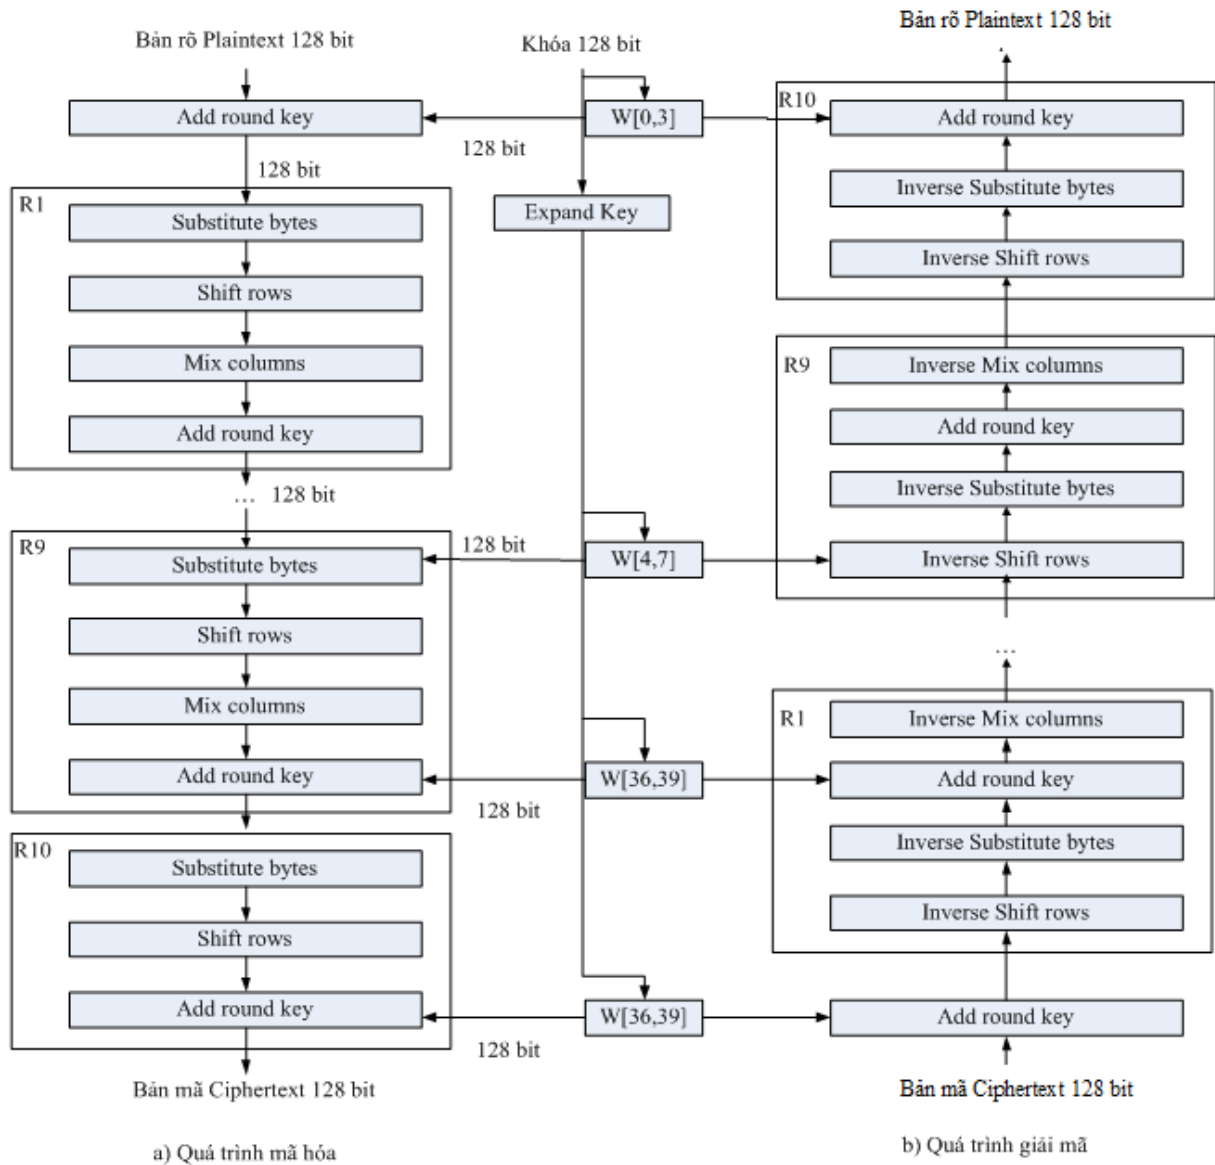 Bản rõ Plaintext 128 bit
Add round key
128 bit
R1
Substitute bytes
Shift rows
Mix columns
Add round key
... 128 bit
R9
Substitute bytes
Shift rows
Mix columns
Add round key
R10
Substitute bytes
Shift rows
Add round key
Bản mã Ciphertext 128 bit
a) Quá trình mã hóa
Khóa 128 bit
W[0,3]
128 bit
Expand Key
128 bit
W[4,7]
W[36,39]
128 bit
W[36,39]
128 bit
Bản rõ Plaintext 128 bit
R10
Add round key
Inverse Substitute bytes
Inverse Shift rows
R9
Inverse Mix columns
Add round key
Inverse Substitute bytes
Inverse Shift rows
...
R1
Inverse Mix columns
Add round key
Inverse Substitute bytes
Inverse Shift rows
Add round key
Bản mã Ciphertext 128 bit
b) Quá trình giải mã